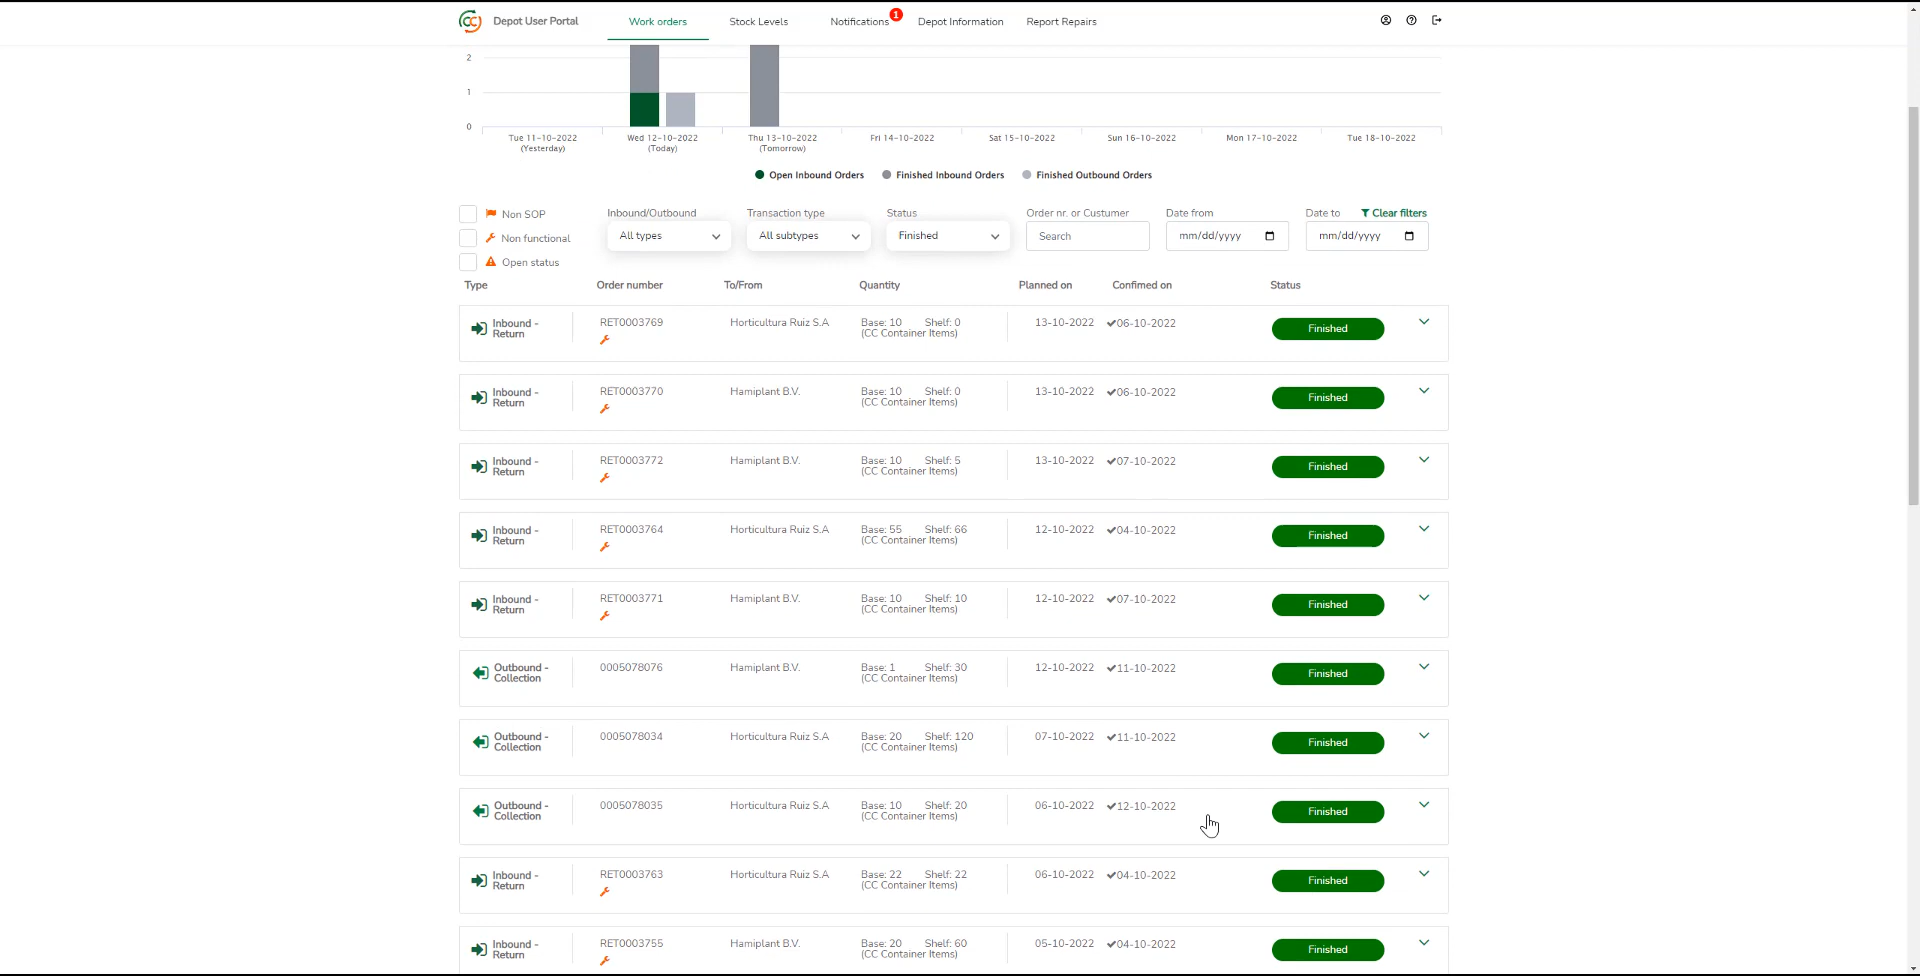 Depot User Portal
Work orders
Stock Levels
Notifications
1
Depot Information
Report Repairs
2
1
0
Tue 11-10-2022
(Yesterday)
Wed 12-10-2022
(Today)
Thu 13-10-2022
(Tomorrow)
Fri 14-10-2022
Sat 15-10-2022
Sun 16-10-2022
Mon 17-10-2022
Tue 18-10-2022
Open Inbound Orders
Finished Inbound Orders
Finished Outbound Orders
Non SOP
Non functional
Open status
Inbound/Outbound
All types
Transaction type
All subtypes
Status
Finished
Order nr. or Custumer
Search
Date from
mm/dd/yyyy
Date to
mm/dd/yyyy
Clear filters
Type
Order number
To/From
Quantity
Planned on
Confimed on
Status
Inbound -
Return
RET0003769
Horticultura Ruiz S.A
Base: 10 Shelf: 0
(CC Container Items)
13-10-2022
06-10-2022
Finished
Inbound -
Return
RET0003770
Hamiplant B.V.
Base: 10 Shelf: 0
(CC Container Items)
13-10-2022
06-10-2022
Finished
Inbound -
Return
RET0003772
Hamiplant B.V.
Base: 10 Shelf: 5
(CC Container Items)
13-10-2022
07-10-2022
Finished
Inbound -
Return
RET0003764
Horticultura Ruiz S.A
Base: 55 Shelf: 66
(CC Container Items)
12-10-2022
04-10-2022
Finished
Inbound -
Return
RET0003771
Hamiplant B.V.
Base: 10 Shelf: 10
(CC Container Items)
12-10-2022
07-10-2022
Finished
Outbound -
Collection
0005078076
Hamiplant B.V.
Base: 1 Shelf: 30
(CC Container Items)
12-10-2022
11-10-2022
Finished
Outbound -
Collection
0005078034
Horticultura Ruiz S.A
Base: 20 Shelf: 120
(CC Container Items)
07-10-2022
11-10-2022
Finished
Outbound -
Collection
0005078035
Horticultura Ruiz S.A
Base: 10 Shelf: 20
(CC Container Items)
06-10-2022
12-10-2022
Finished
Inbound -
Return
RET0003763
Horticultura Ruiz S.A
Base: 22 Shelf: 22
(CC Container Items)
06-10-2022
04-10-2022
Finished
Inbound -
Return
RET0003755
Hamiplant B.V.
Base: 20 Shelf: 60
(CC Container Items)
05-10-2022
04-10-2022
Finished